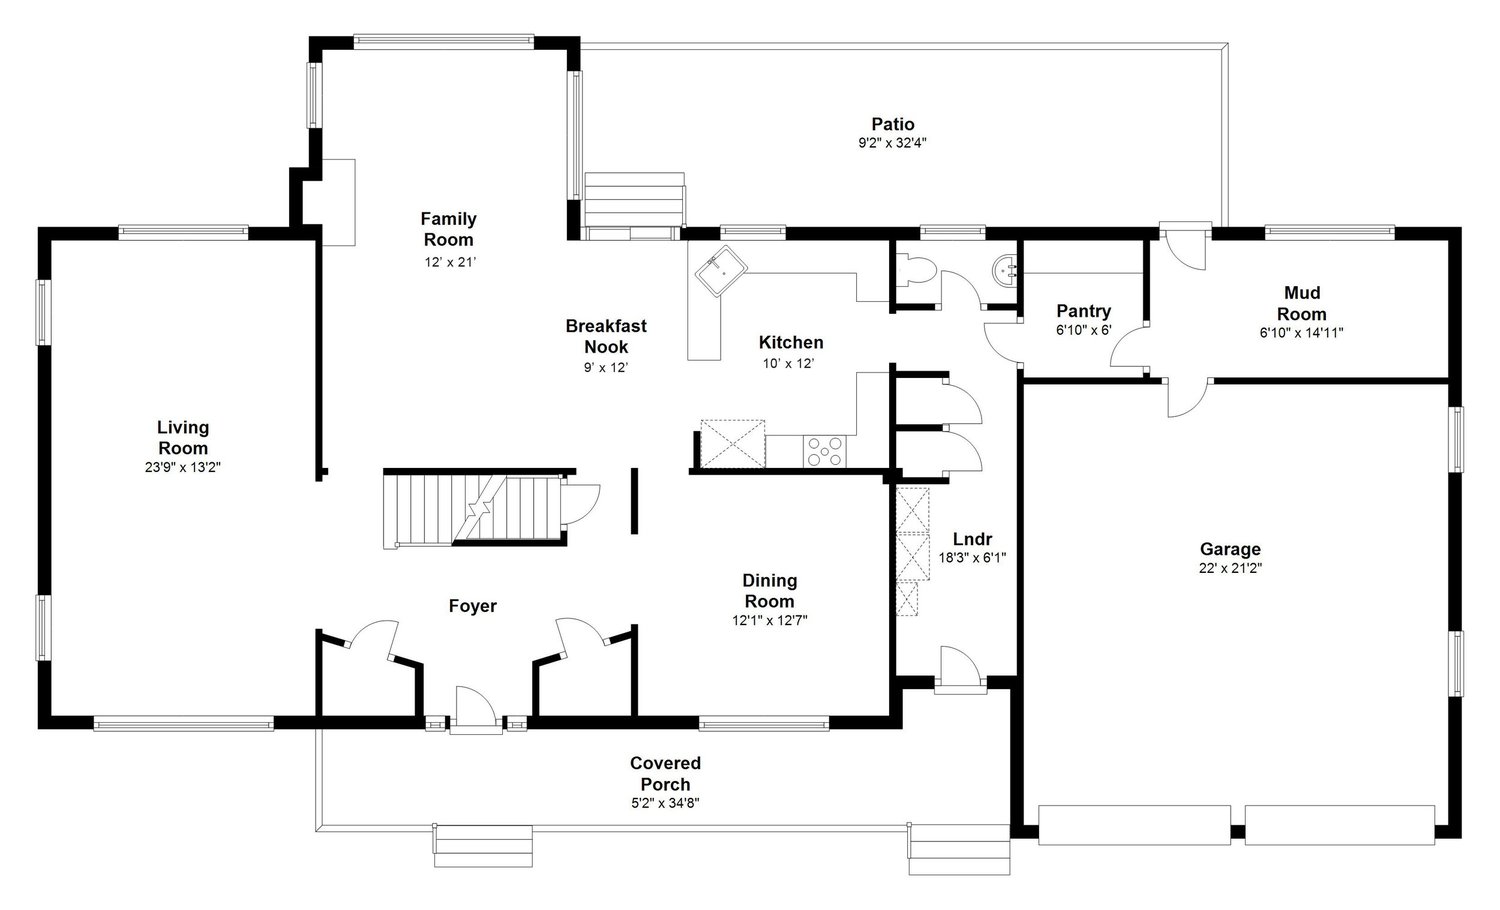 Patio
9'2" x 32'4"
Family
Room
12' x 21'
Mud
Room
6'10" x 14'11"
Pantry
6'10" x 6'
Breakfast
Nook
9' x 12'
Kitchen
10' x 12'
Living
Room
23'9" x 13'2"
Lndr
18'3" x 6'1"
Garage
22' x 21'2"
Dining
Room
12'1" x 12'7"
Foyer
Covered
Porch
5'2" x 34'8"